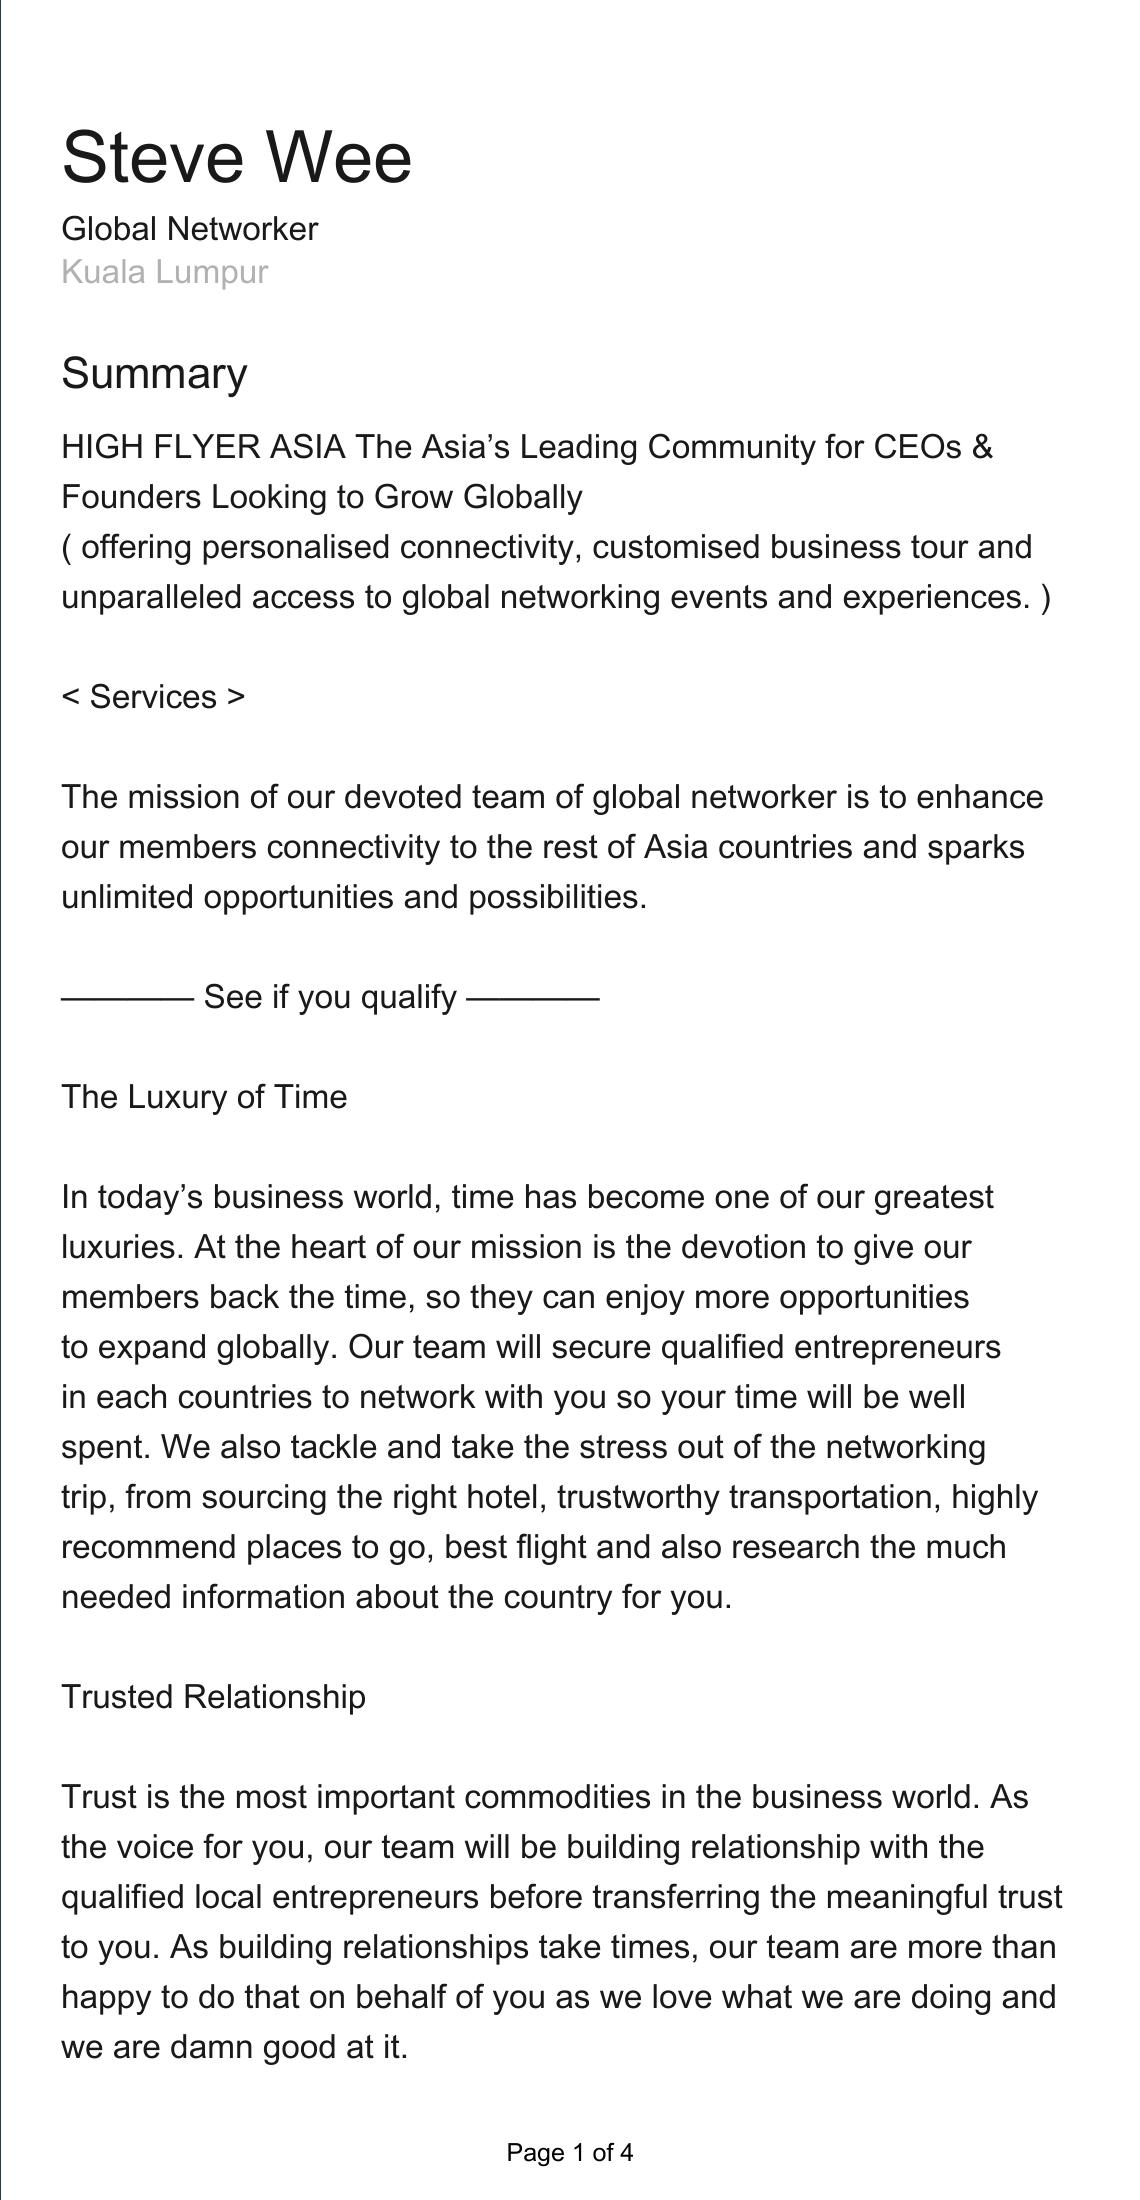 Steve Wee
Global Networker
Kuala Lumpur
Summary
HIGH FLYER ASIA The Asia’s Leading Community for CEOs &
Founders Looking to Grow Globally
( offering personalised connectivity, customised business tour and
unparalleled access to global networking events and experiences. )
< Services >
The mission of our devoted team of global networker is to enhance
our members connectivity to the rest of Asia countries and sparks
unlimited opportunities and possibilities.
———— See if you qualify ————
The Luxury of Time
In today’s business world, time has become one of our greatest
luxuries. At the heart of our mission is the devotion to give our
members back the time, so they can enjoy more opportunities
to expand globally. Our team will secure qualified entrepreneurs
in each countries to network with you so your time will be well
spent. We also tackle and take the stress out of the networking
trip, from sourcing the right hotel, trustworthy transportation, highly
recommend places to go, best flight and also research the much
needed information about the country for you.
Trusted Relationship
Trust is the most important commodities in the business world. As
the voice for you, our team will be building relationship with the
qualified local entrepreneurs before transferring the meaningful trust
to you. As building relationships take times, our team are more than
happy to do that on behalf of you as we love what we are doing and
we are damn good at it.
Page 1 of 4